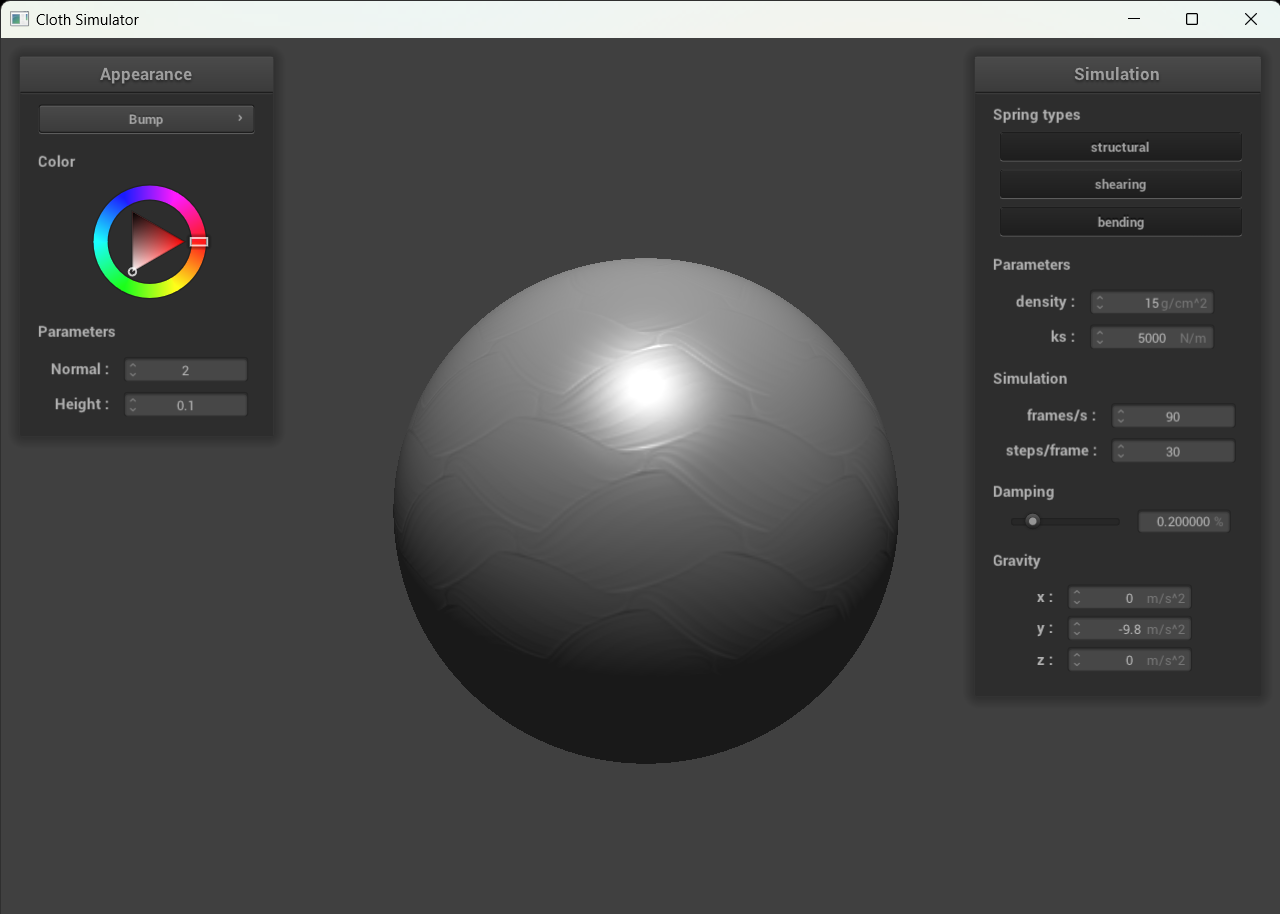 Cloth Simulator
Appearance
Bump
Color
Parameters
Normal : 2
Height : 0.1
Simulation
Spring types
structural
shearing
bending
Parameters
density : 15 g/cm^2
ks : 5000 N/m
Simulation
frames/s : 90
steps/frame : 30
Damping
0.200000 %
Gravity
x : 0 m/s^2
y : -9.8 m/s^2
z : 0 m/s^2